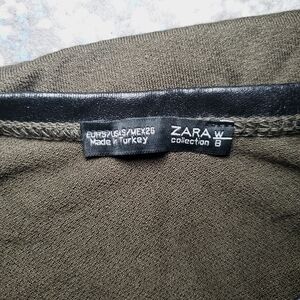 EUR S/USA S/MEX 26
Made in Turkey
ZARA W
collection B